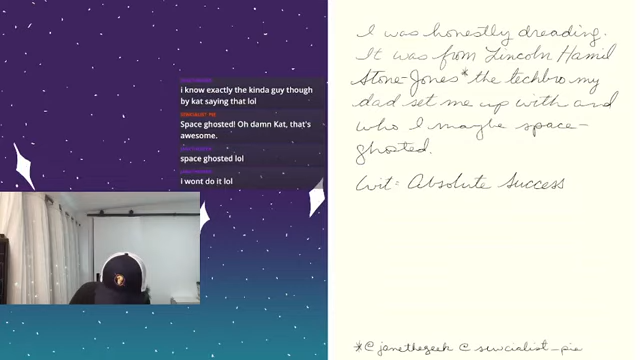 i know exactly the kinda guy though
by kat saying that lol
Space ghosted! Oh damn Kat, that's
awesome.
space ghosted lol
i wont do it lol
I was honestly dreading.
It was from Lincoln Hamil
Stone-Jones* the techbro my
dad set me up with and
who I maybe space-
ghosted.
Wit: Absolute Success
*@janethegeek @ sewcialist_pie